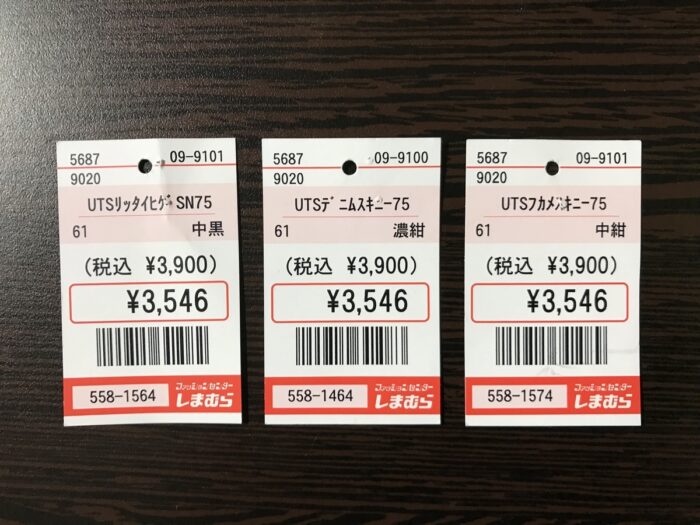 5687 09-9101
9020
UTSリッタイヒゲ SN75
61 中黒
(税込 ¥3,900)
¥3,546
558-1564
ファッションセンター
しまむら
5687 09-9100
9020
UTSデニムスキニー75
61 濃紺
(税込 ¥3,900)
¥3,546
558-1464
ファッションセンター
しまむら
5687 09-9101
9020
UTSフカメスキニー75
61 中紺
(税込 ¥3,900)
¥3,546
558-1574
ファッションセンター
しまむら